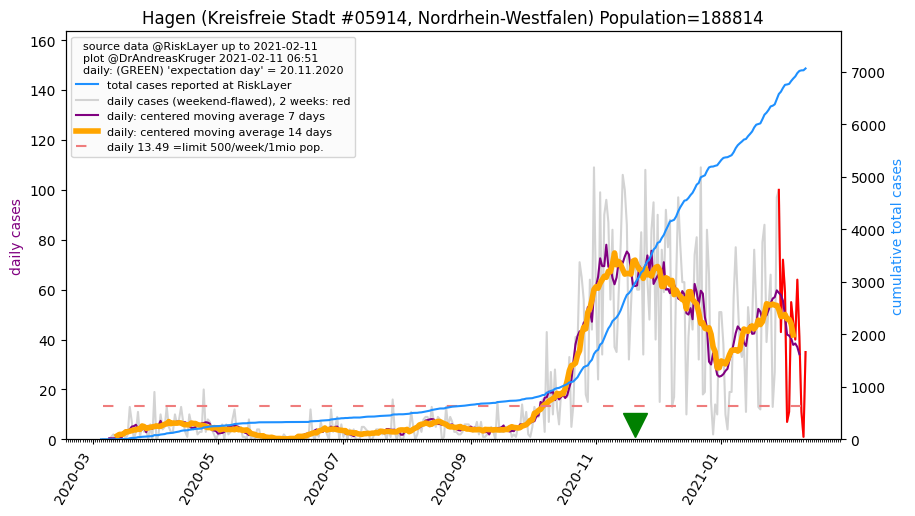 Hagen (Kreisfreie Stadt #05914, Nordrhein-Westfalen) Population=188814
source data @RiskLayer up to 2021-02-11
plot @DrAndreasKruger 2021-02-11 06:51
daily: (GREEN) 'expectation day' = 20.11.2020
total cases reported at RiskLayer
daily cases (weekend-flawed), 2 weeks: red
daily: centered moving average 7 days
daily: centered moving average 14 days
daily 13.49 =limit 500/week/1mio pop.
daily cases
160
140
120
100
80
60
40
20
0
cumulative total cases
7000
6000
5000
4000
3000
2000
1000
0
2020-03
2020-05
2020-07
2020-09
2020-11
2021-01